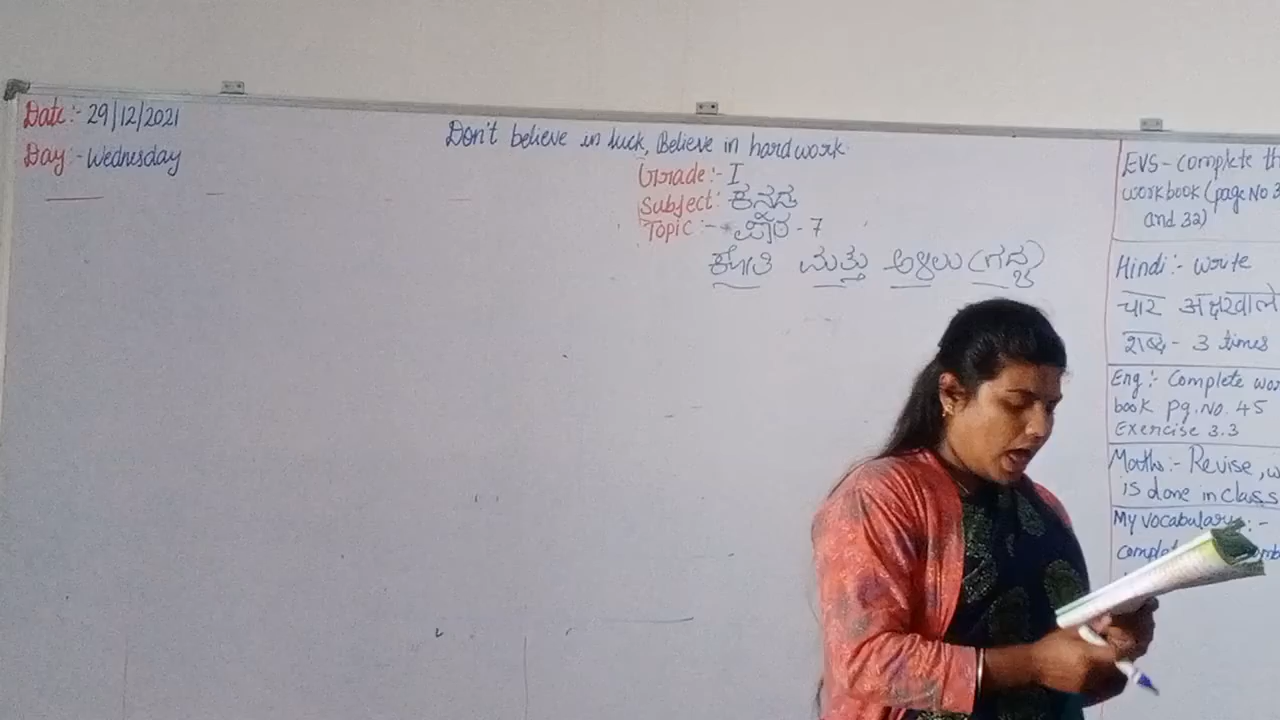 Date:- 29/12/2021
Day:- Wednesday
Don't believe in luck, Believe in hardwork
Grade:- I
Subject: ಕನ್ನಡ
Topic:- ಪಾಠ - 7
ಕೋತಿ ಮತ್ತು ಅಳಿಲು (ಗದ್ಯ)
EVS- complete th
workbook (page No 3
and 32)
Hindi:- write
चार अक्षरवाले
शब्द - 3 times
Eng:- Complete wor
book pg.No. 45
Exercise 3.3
Maths:- Revise, w
is done in class
My vocabulary:-